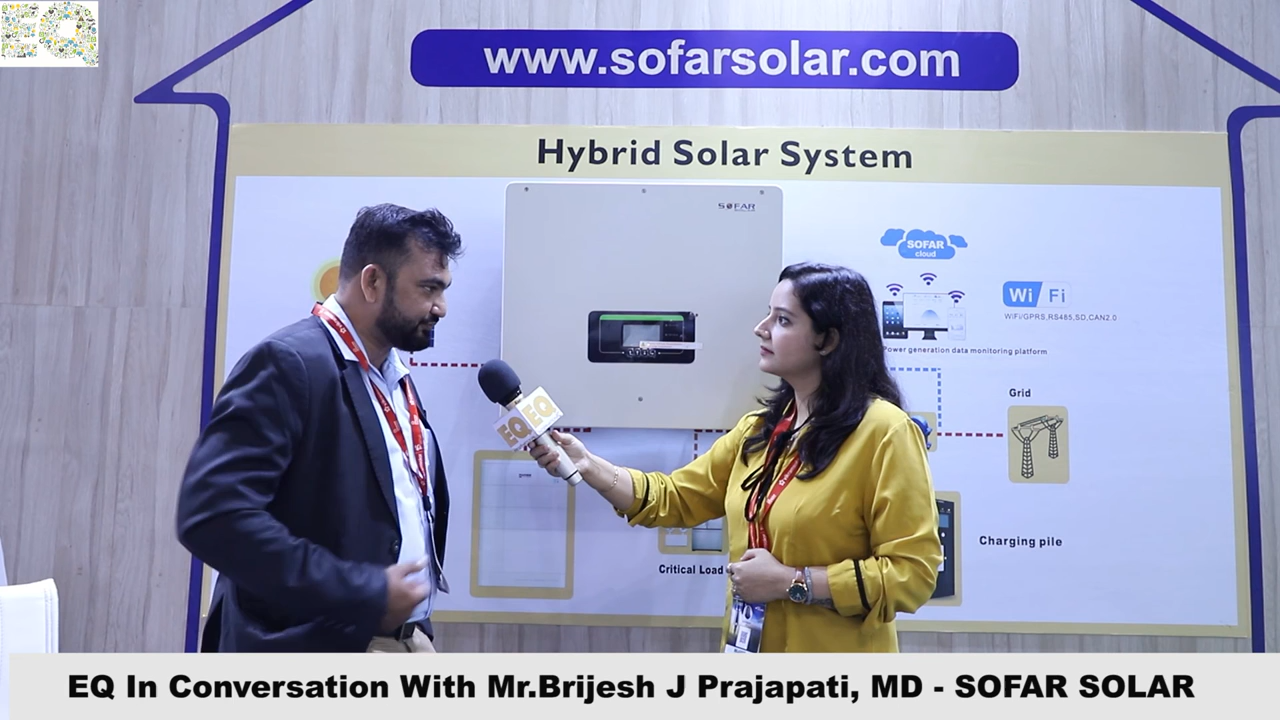 EQ
www.sofarsolar.com
Hybrid Solar System
SOFAR
SOFAR
cloud
Wi Fi
WIFI/GPRS,RS485,SD,CAN2.0
Power generation data monitoring platform
Grid
EQ EQ
Charging pile
Critical Load
EQ In Conversation With Mr.Brijesh J Prajapati, MD - SOFAR SOLAR